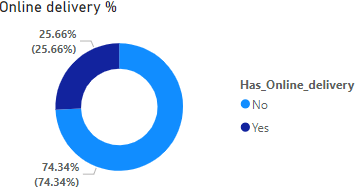 Online delivery %
25.66%
(25.66%)
Has_Online_delivery
No
Yes
74.34%
(74.34%)